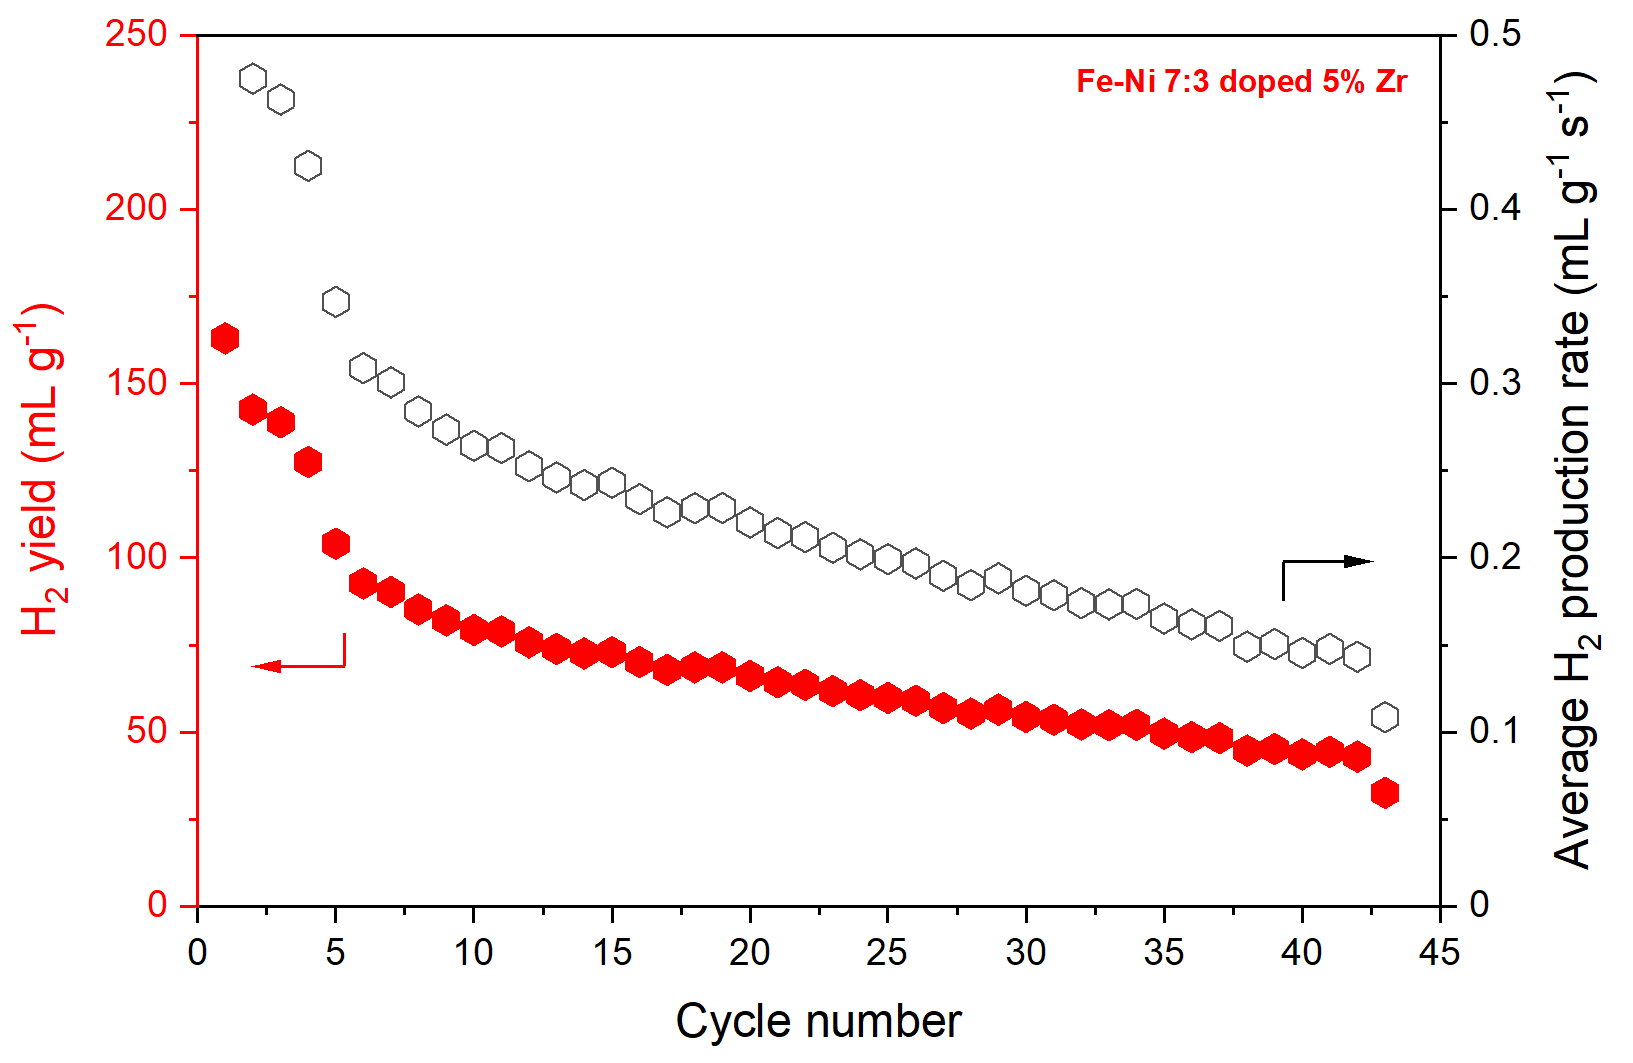 Fe-Ni 7:3 doped 5% Zr
H₂ yield (mL g⁻¹)
250
200
150
100
50
0
0.5
0.4
0.3
0.2
0.1
0
Average H₂ production rate (mL g⁻¹ s⁻¹)
0 5 10 15 20 25 30 35 40 45
Cycle number